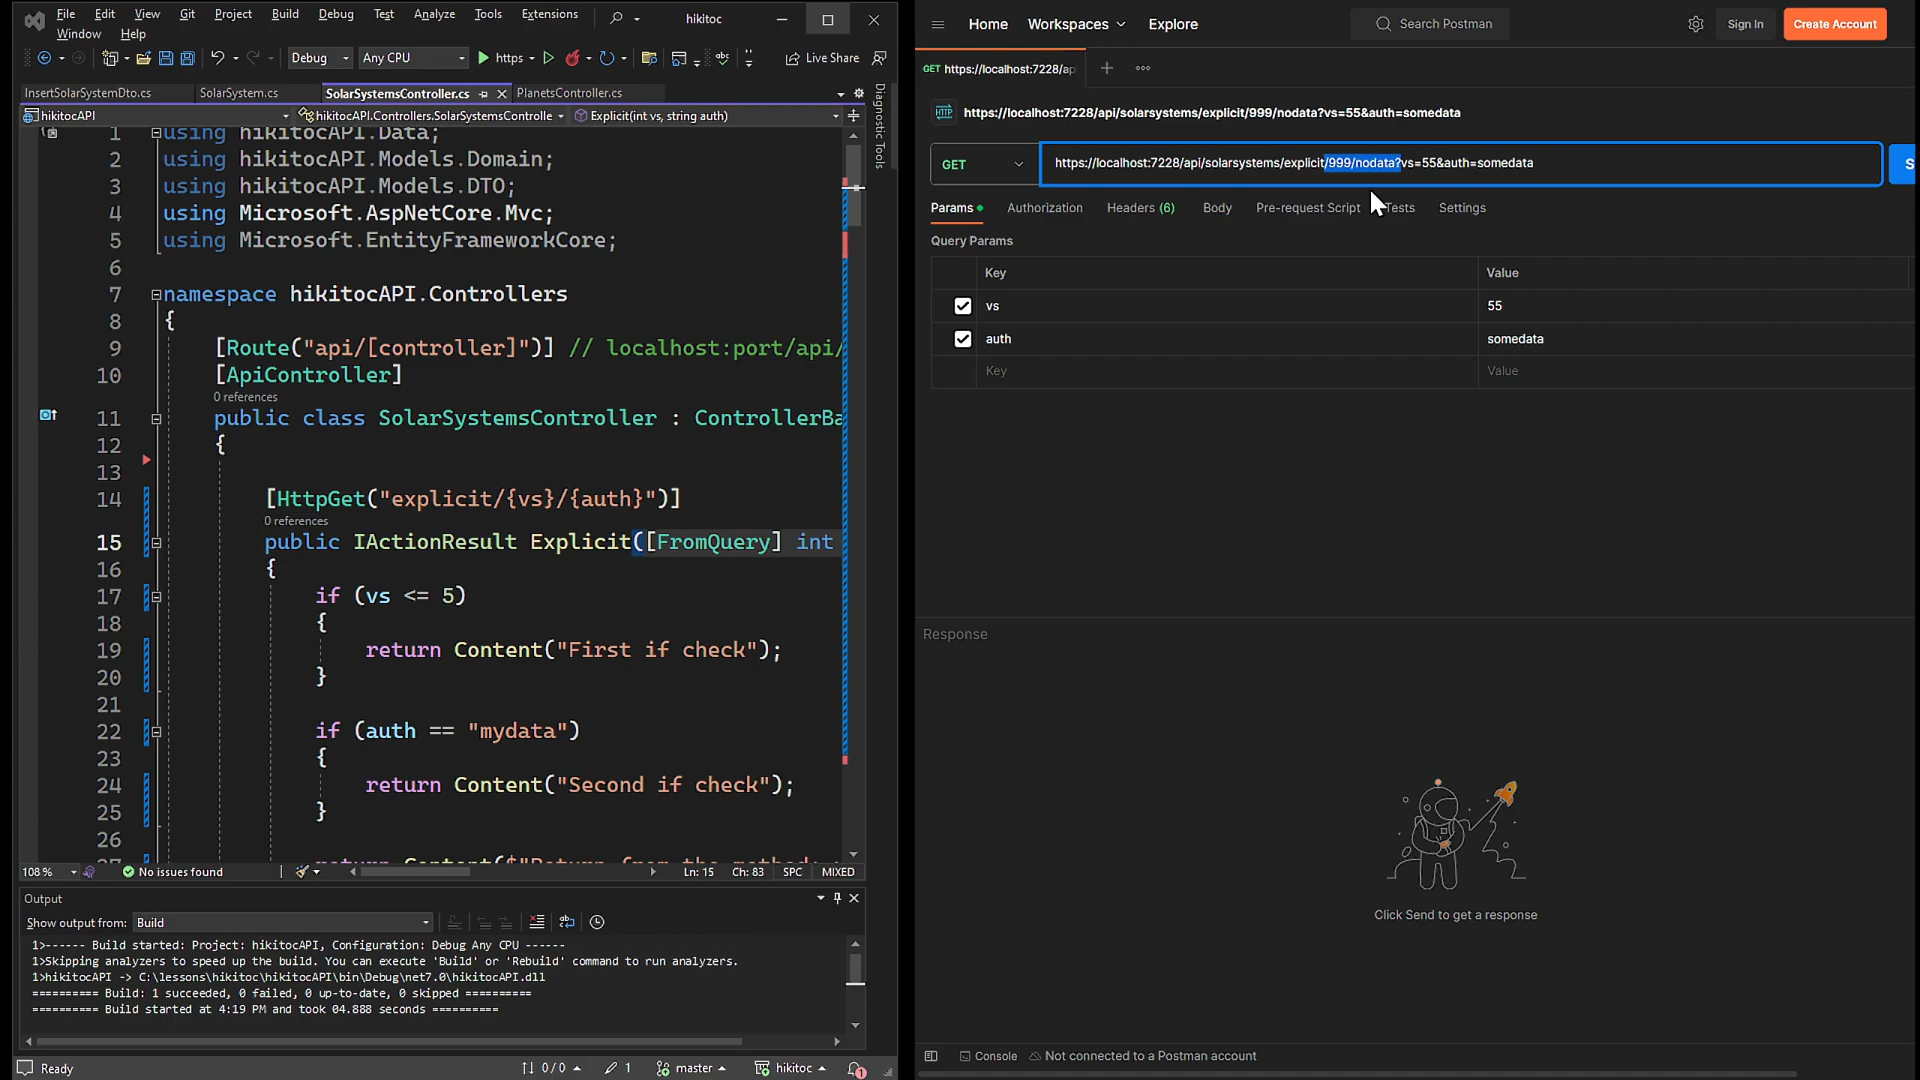 File Edit View Git Project Build Debug Test Analyze Tools Extensions
hikitoc
Window Help
Debug Any CPU https Live Share
InsertSolarSystemDto.cs SolarSystem.cs SolarSystemsController.cs PlanetsController.cs
Diagnostic Tools
hikitocAPI hikitocAPI.Controllers.SolarSystemsControlle Explicit(int vs, string auth)
1 using hikitocAPI.Data;
2 using hikitocAPI.Models.Domain;
3 using hikitocAPI.Models.DTO;
4 using Microsoft.AspNetCore.Mvc;
5 using Microsoft.EntityFrameworkCore;
6
7 namespace hikitocAPI.Controllers
8 {
9 [Route("api/[controller]")] // localhost:port/api/
10 [ApiController]
0 references
11 public class SolarSystemsController : ControllerBa
12 {
13
14 [HttpGet("explicit/{vs}/{auth}")]
0 references
15 public IActionResult Explicit([FromQuery] int
16 {
17 if (vs <= 5)
18 {
19 return Content("First if check");
20 }
21
22 if (auth == "mydata")
23 {
24 return Content("Second if check");
25 }
26
27 return Content($"Return from the method
108 % No issues found Ln: 15 Ch: 83 SPC MIXED
Output
Show output from: Build
1>------ Build started: Project: hikitocAPI, Configuration: Debug Any CPU ------
1>Skipping analyzers to speed up the build. You can execute 'Build' or 'Rebuild' command to run analyzers.
1>hikitocAPI -> C:\lessons\hikitoc\hikitocAPI\bin\Debug\net7.0\hikitocAPI.dll
========== Build: 1 succeeded, 0 failed, 0 up-to-date, 0 skipped ==========
========== Build started at 4:19 PM and took 04.888 seconds ==========
Ready 0 / 0 1 master hikitoc 1
Home Workspaces Explore Search Postman Sign In Create Account
GET https://localhost:7228/ap
HTTP https://localhost:7228/api/solarsystems/explicit/999/nodata?vs=55&auth=somedata
GET https://localhost:7228/api/solarsystems/explicit/999/nodata?vs=55&auth=somedata S
Params Authorization Headers (6) Body Pre-request Script Tests Settings
Query Params
Key Value
vs 55
auth somedata
Key Value
Response
Click Send to get a response
Console Not connected to a Postman account